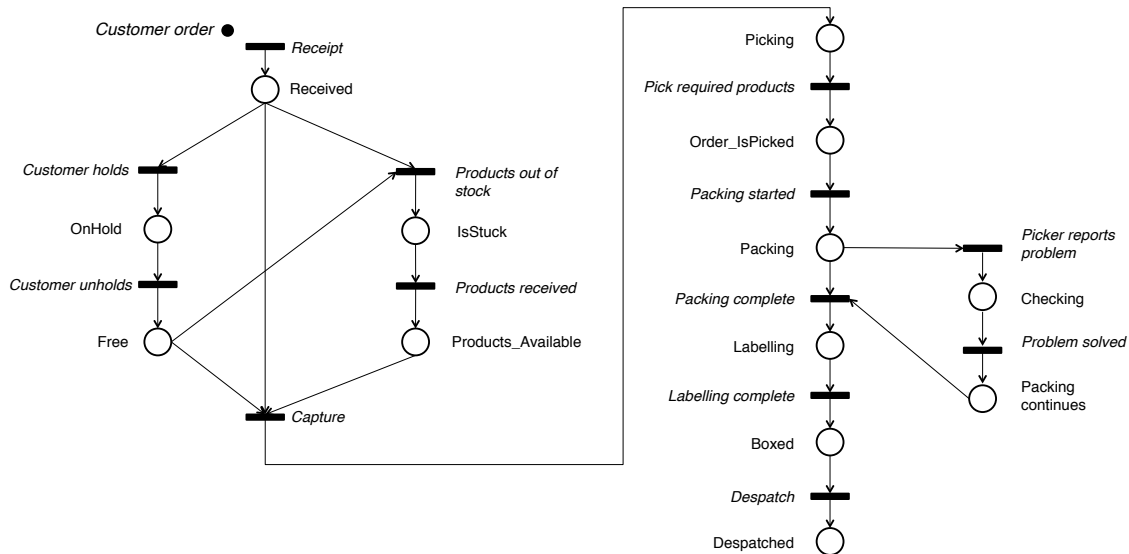 Customer order
Receipt
Received
Customer holds
Products out of
stock
OnHold
IsStuck
Customer unholds
Products received
Free
Products_Available
Capture
Picking
Pick required products
Order_IsPicked
Packing started
Packing
Picker reports
problem
Packing complete
Checking
Labelling
Problem solved
Labelling complete
Packing
continues
Boxed
Despatch
Despatched